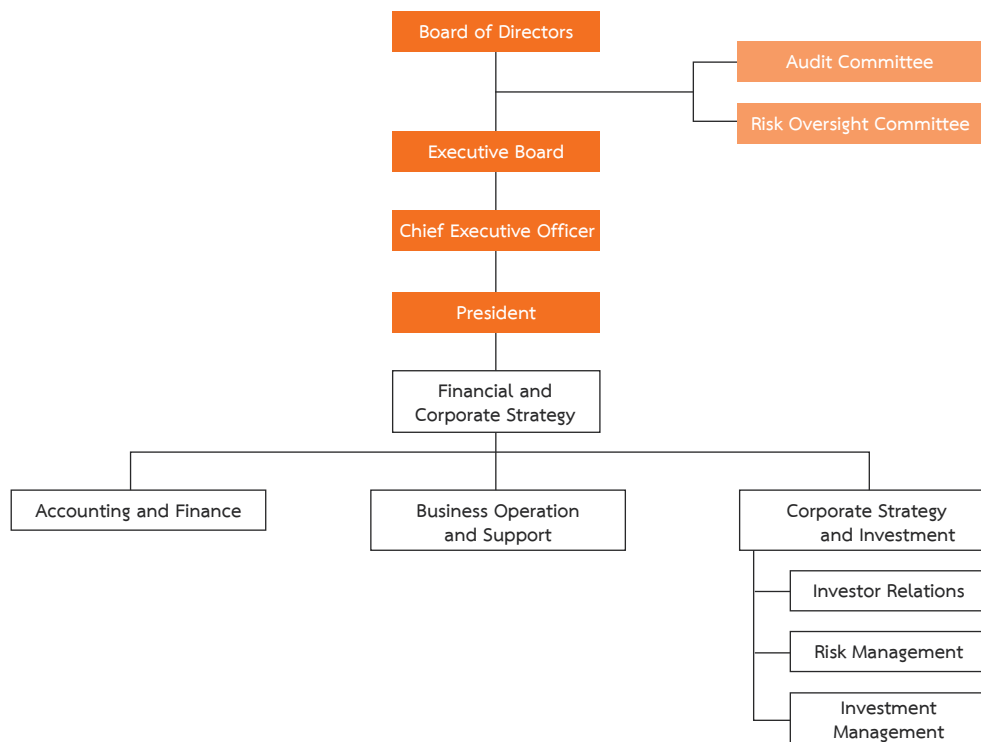 Board of Directors
Audit Committee
Risk Oversight Committee
Executive Board
Chief Executive Officer
President
Financial and
Corporate Strategy
Accounting and Finance
Business Operation
and Support
Corporate Strategy
and Investment
Investor Relations
Risk Management
Investment
Management